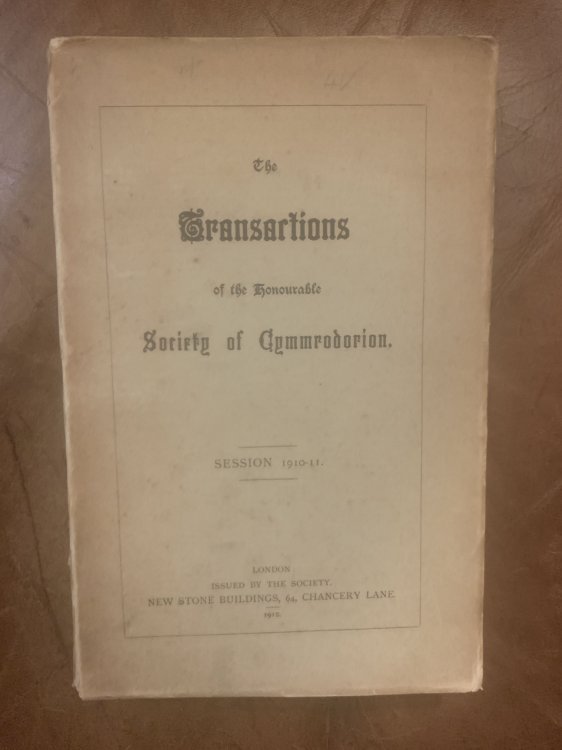 The
Transactions
of the Honourable
Society of Cymmrodorion.
SESSION 1910-11.
LONDON:
ISSUED BY THE SOCIETY.
NEW STONE BUILDINGS, 64, CHANCERY LANE
1912.